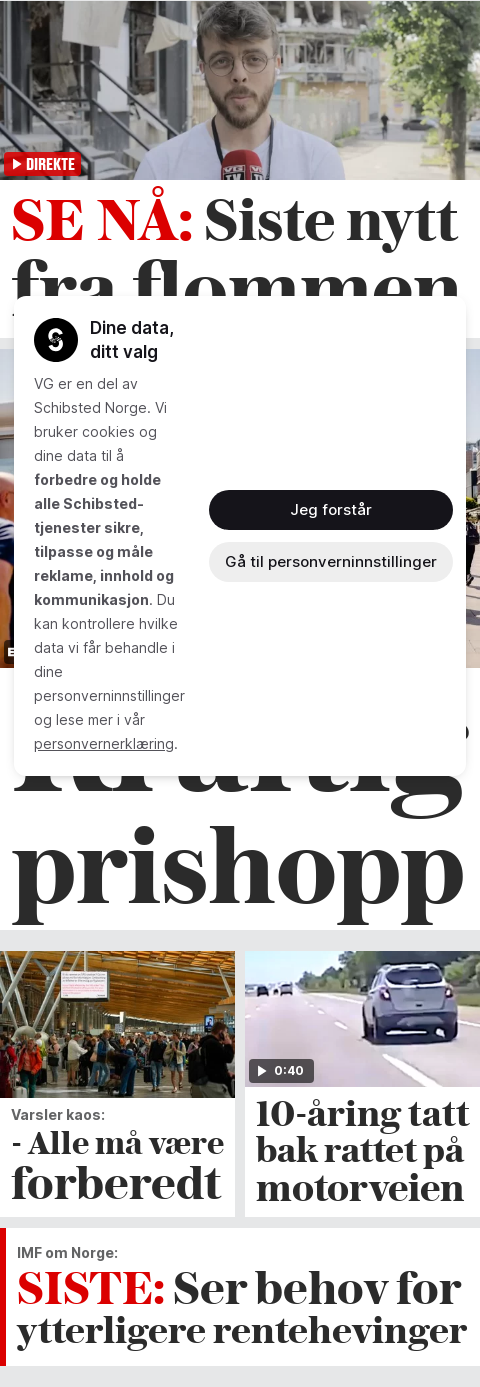 VG
TV
DIREKTE
SE NÅ: Siste nytt
fra flommen
Dine data,
ditt valg
VG er en del av
Schibsted Norge. Vi
bruker cookies og
dine data til å
forbedre og holde
alle Schibsted-
tjenester sikre,
tilpasse og måle
reklame, innhold og
kommunikasjon. Du
kan kontrollere hvilke
data vi får behandle i
dine
personverninnstillinger
og lese mer i vår
personvernerklæring.
Jeg forstår
Gå til personverninnstillinger
Kraftig
prishopp
0:40
Varsler kaos:
- Alle må være
forberedt
10-åring tatt
bak rattet på
motorveien
IMF om Norge:
SISTE: Ser behov for
ytterligere rentehevinger